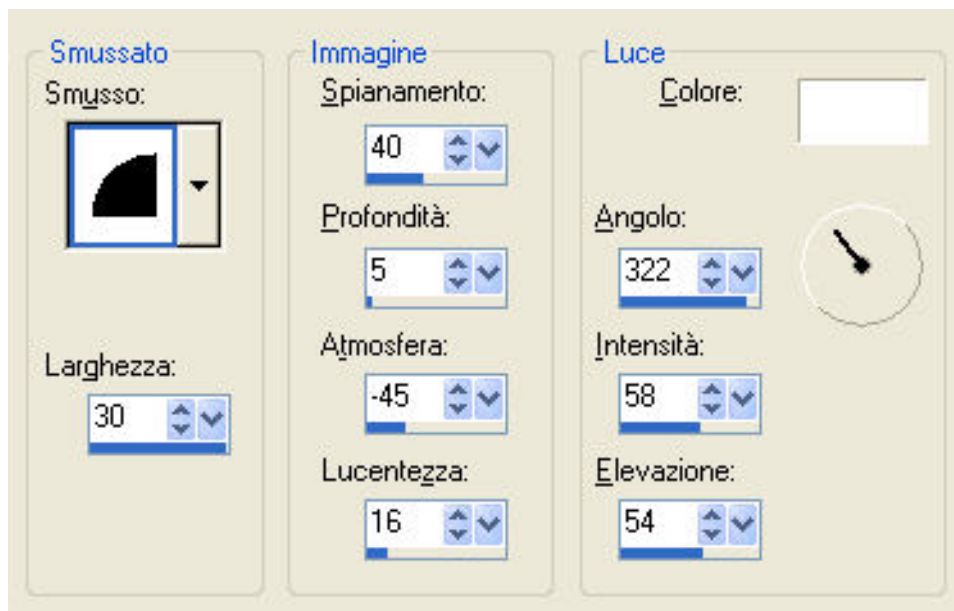 Smussato
Smusso:
Larghezza:
30
Immagine
Spianamento:
40
Profondità:
5
Atmosfera:
-45
Lucentezza:
16
Luce
Colore:
Angolo:
322
Intensità:
58
Elevazione:
54